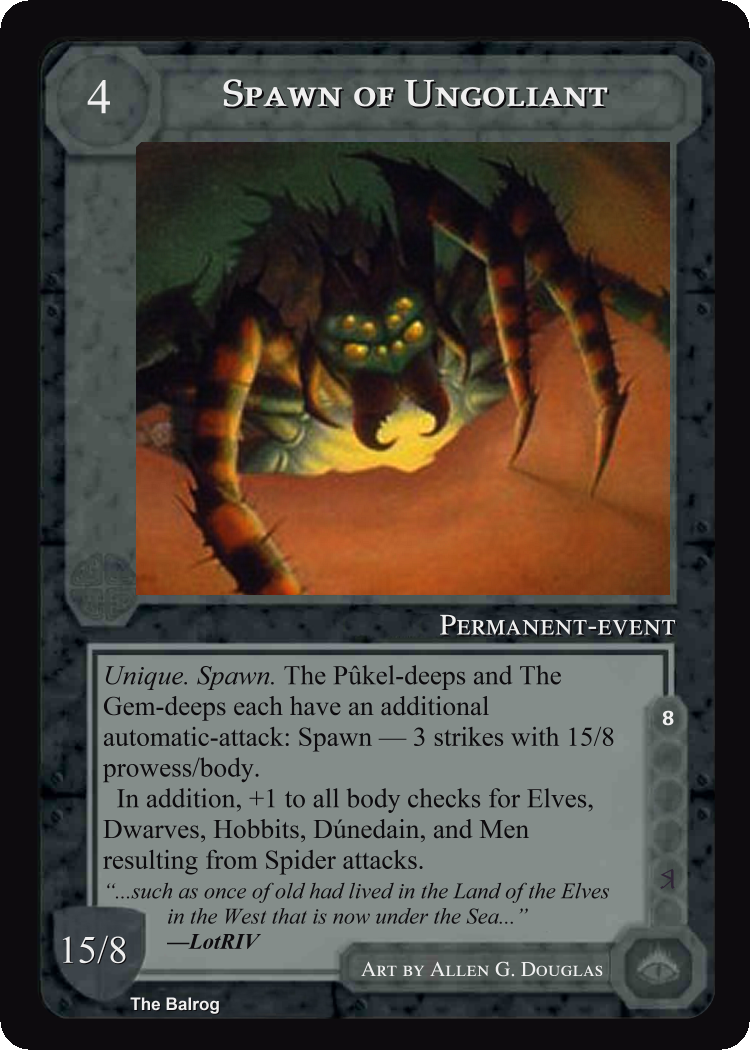 4
Spawn of Ungoliant
Permanent-event
Unique. Spawn. The Pûkel-deeps and The
Gem-deeps each have an additional
automatic-attack: Spawn — 3 strikes with 15/8
prowess/body.
In addition, +1 to all body checks for Elves,
Dwarves, Hobbits, Dúnedain, and Men
resulting from Spider attacks.
“...such as once of old had lived in the Land of the Elves
in the West that is now under the Sea...”
—LotRIV
8
15/8
Art by Allen G. Douglas
The Balrog